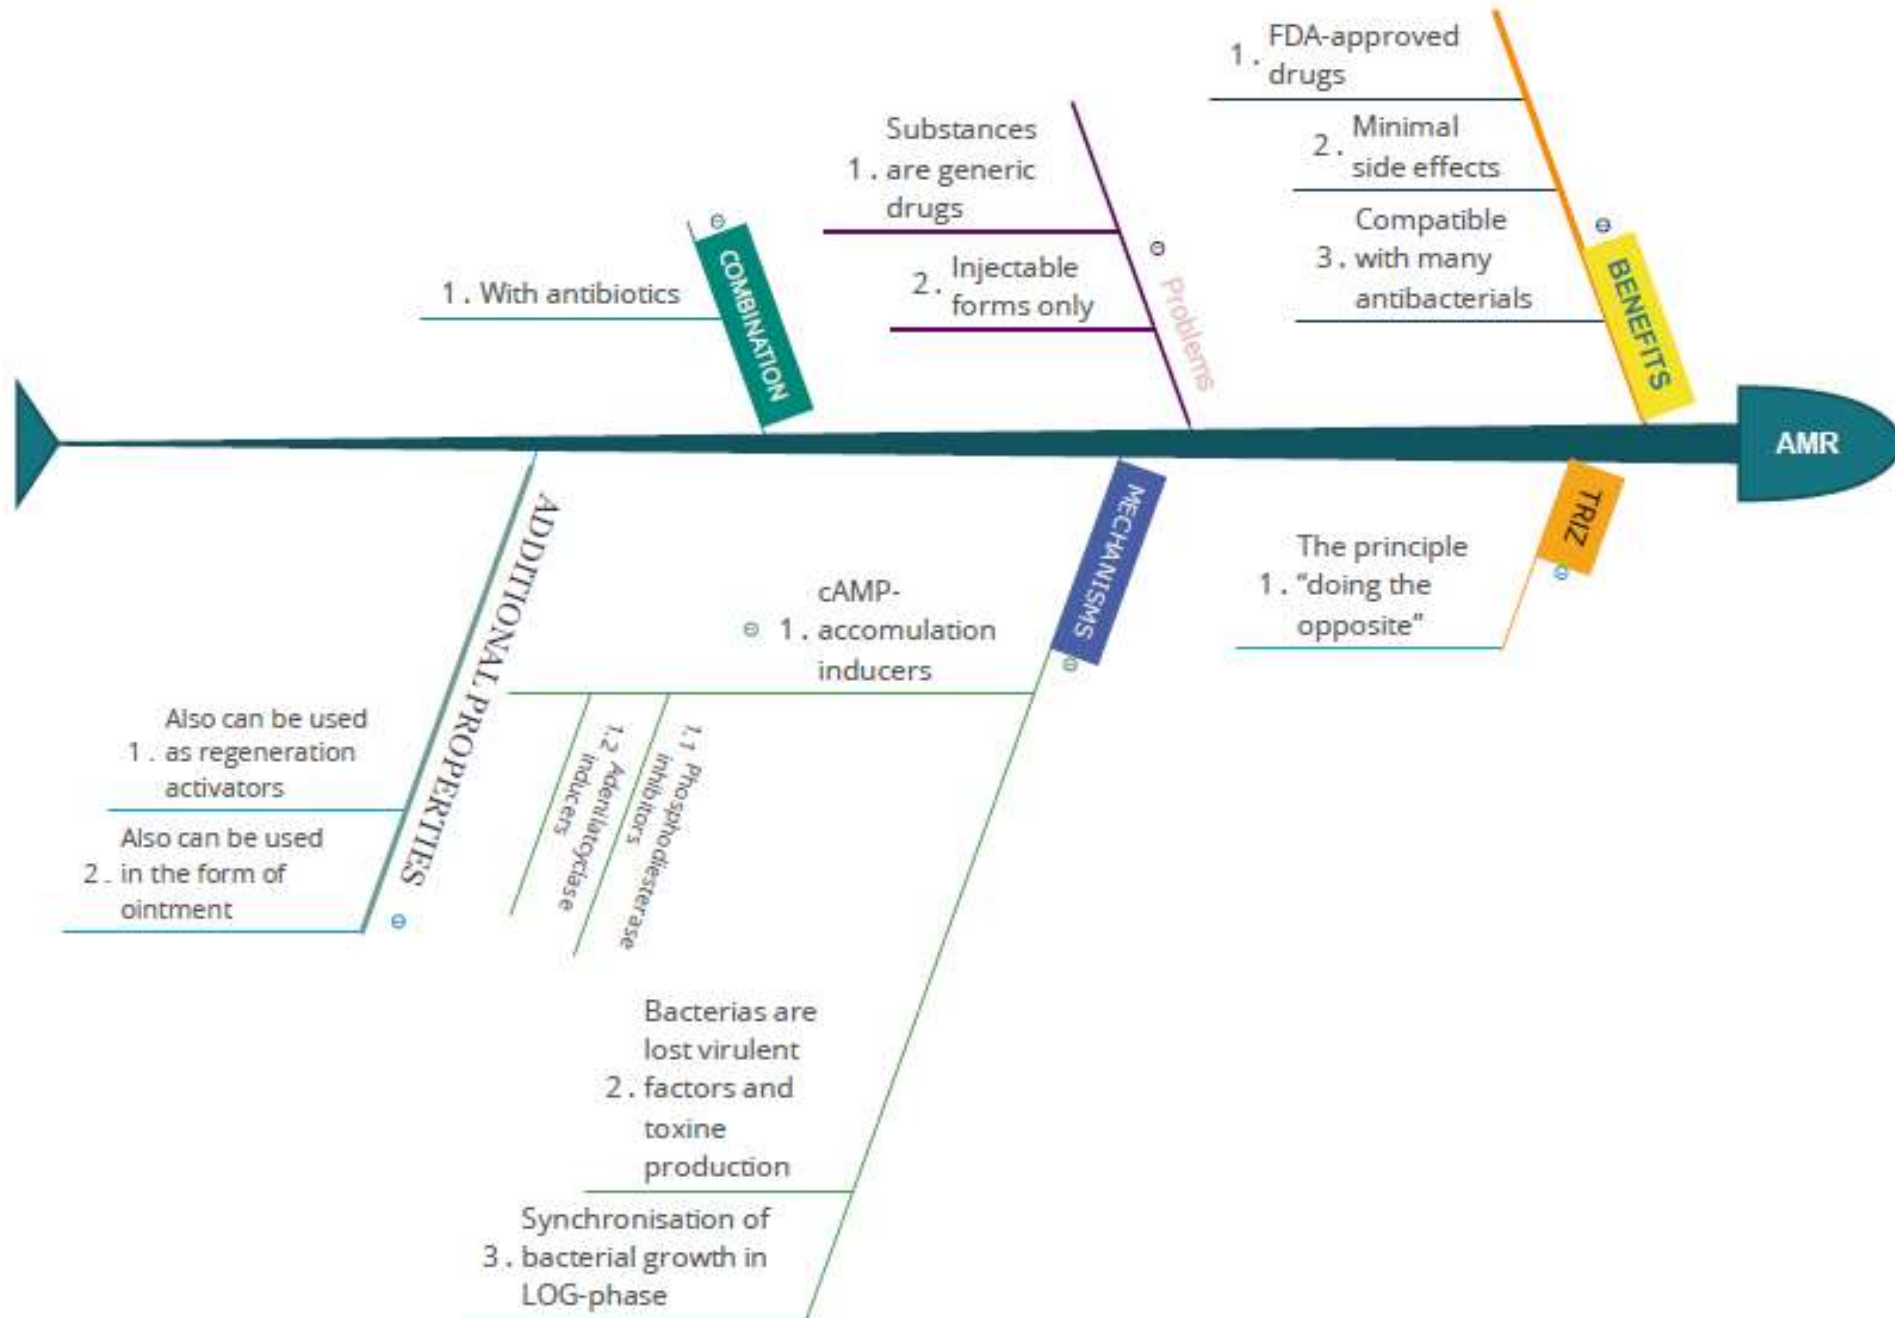 COMBINATION
1. With antibiotics
Problems
Substances
1. are generic
drugs
Injectable
2. forms only
BENEFITS
FDA-approved
1. drugs
Minimal
2. side effects
Compatible
3. with many
antibacterials
AMR
ADDITIONAL PROPERTIES
Also can be used
1. as regeneration
activators
Also can be used
2. in the form of
ointment
MECHANISMS
cAMP-
1. accomulation
inducers
1.1 Phosphodiesterase
inhibitors
1.2 Adenilatcyclase
inducers
Bacterias are
lost virulent
2. factors and
toxine
production
Synchronisation of
3. bacterial growth in
LOG-phase
TRIZ
The principle
1. “doing the
opposite”